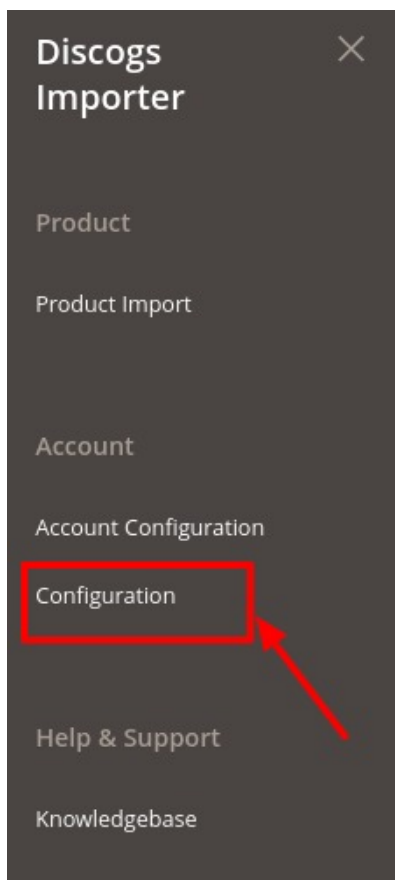 Discogs
Importer
Product
Product Import
Account
Account Configuration
Configuration
Help & Support
Knowledgebase